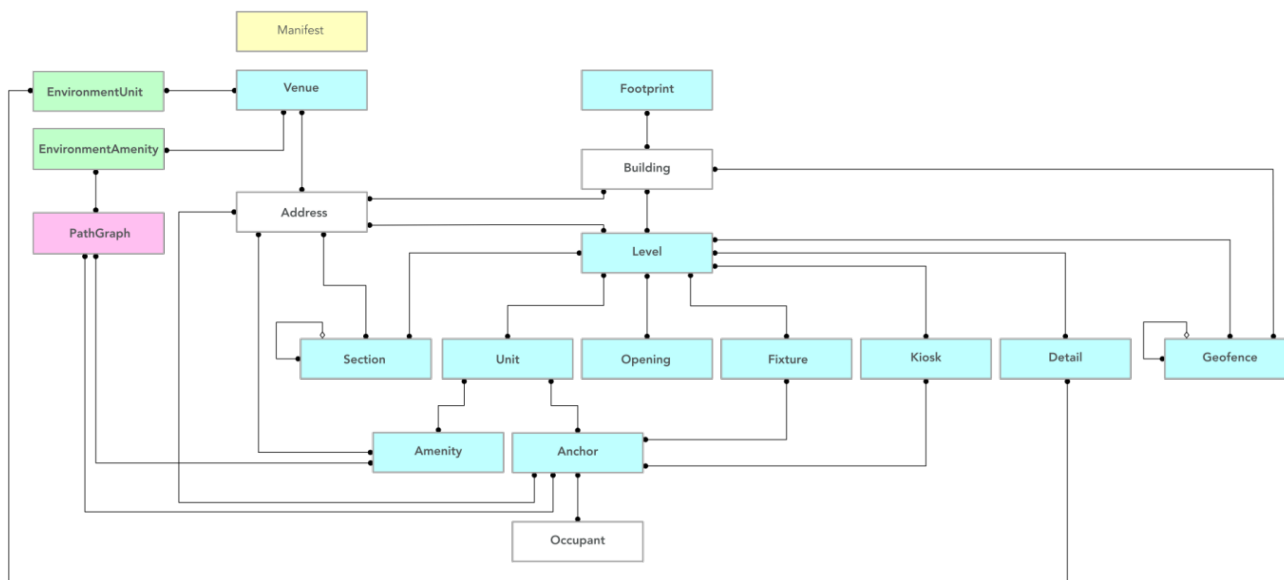 Manifest
EnvironmentUnit
Venue
Footprint
EnvironmentAmenity
Building
Address
PathGraph
Level
Section
Unit
Opening
Fixture
Kiosk
Detail
Geofence
Amenity
Anchor
Occupant